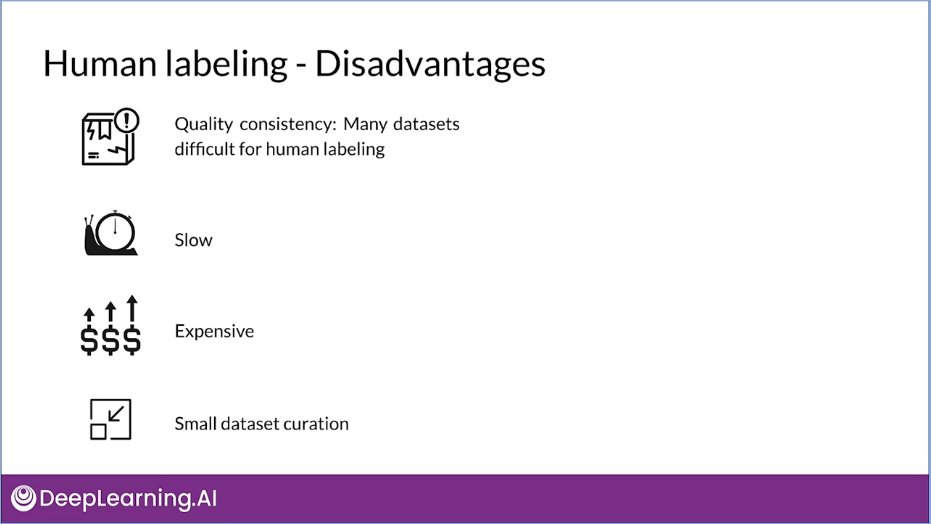 Human labeling - Disadvantages
Quality consistency: Many datasets
difficult for human labeling
Slow
$$$
Expensive
Small dataset curation
DeepLearning.AI